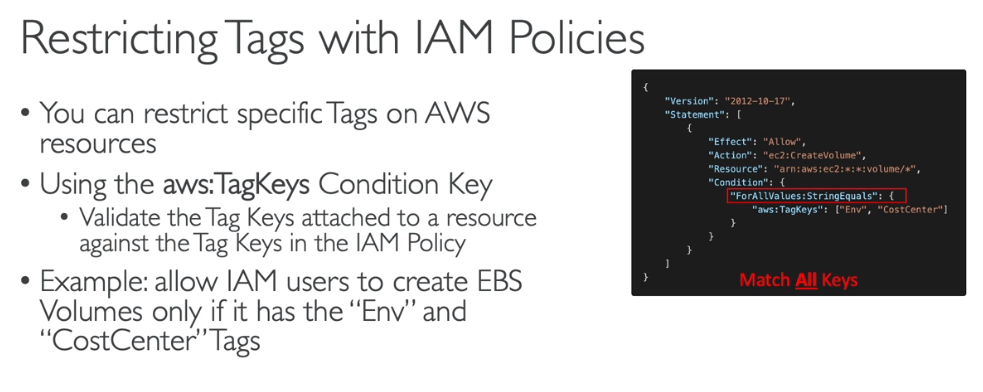 Restricting Tags with IAM Policies
• You can restrict specific Tags on AWS
resources
• Using the aws:TagKeys Condition Key
• Validate the Tag Keys attached to a resource
against the Tag Keys in the IAM Policy
• Example: allow IAM users to create EBS
Volumes only if it has the “Env” and
“CostCenter” Tags
{
"Version": "2012-10-17",
"Statement": [
{
"Effect": "Allow",
"Action": "ec2:CreateVolume",
"Resource": "arn:aws:ec2:*:*:volume/*",
"Condition": {
"ForAllValues:StringEquals": {
"aws:TagKeys": ["Env", "CostCenter"]
}
}
}
]
}
Match All Keys